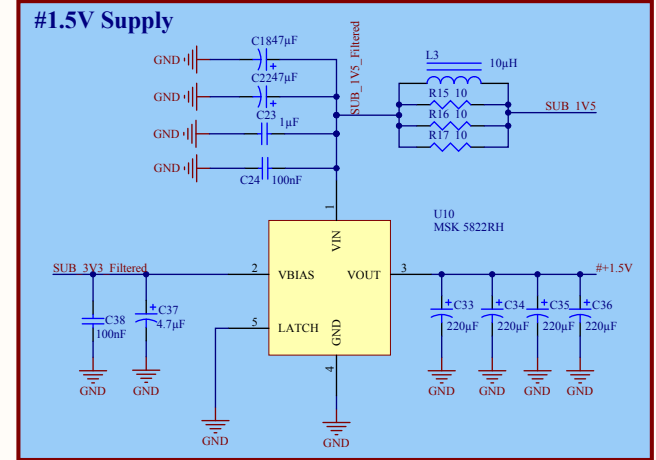 #1.5V Supply
C18 47µF
GND
SUB_1V5_Filtered
L3
10µH
C22 47µF
GND
R15 10
SUB_1V5
C23
1µF
R16 10
GND
R17 10
GND
C24 100nF
1
U10
MSK 5822RH
VIN
SUB_3V3_Filtered
2
VBIAS
VOUT
3
#+1.5V
+
C37
4.7µF
C38
100nF
5
LATCH
GND
4
+
C33
220µF
+
C34
220µF
+
C35
220µF
+
C36
220µF
GND
GND
GND
GND
GND
GND
GND
GND
+
+